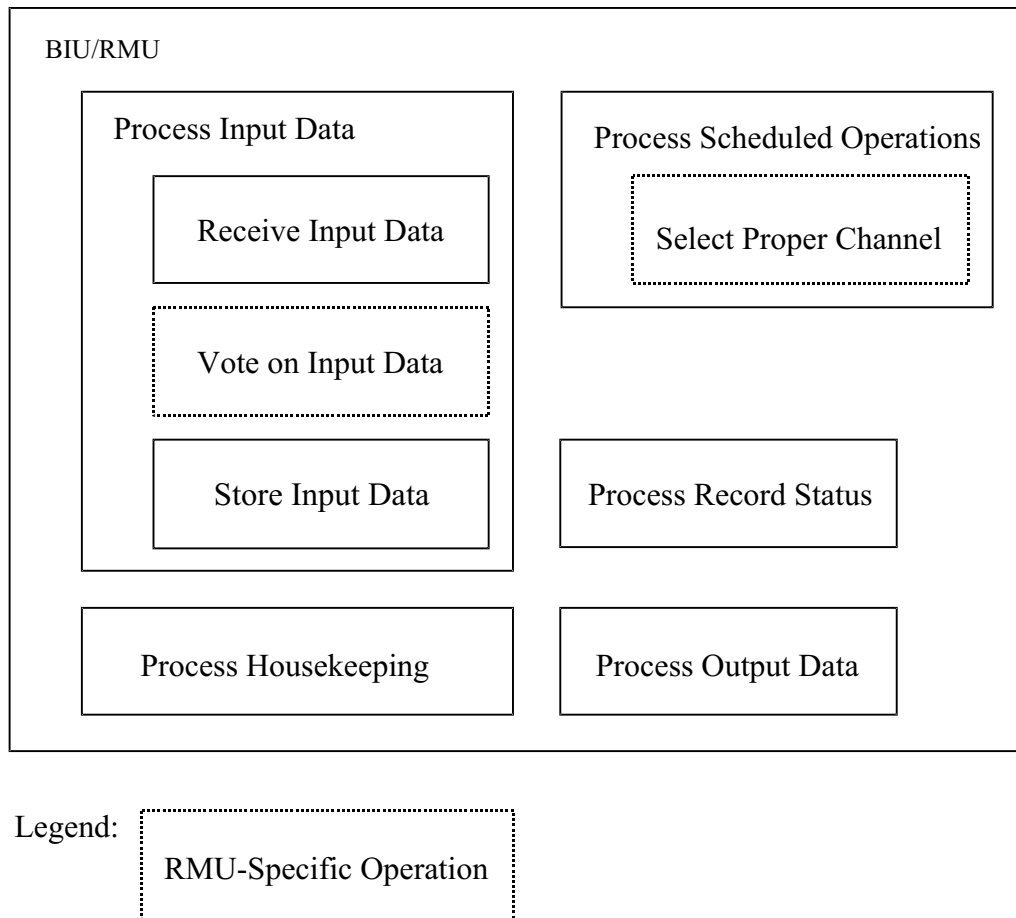 BIU/RMU
Process Input Data
Receive Input Data
Vote on Input Data
Store Input Data
Process Scheduled Operations
Select Proper Channel
Process Record Status
Process Housekeeping
Process Output Data
Legend:
RMU-Specific Operation